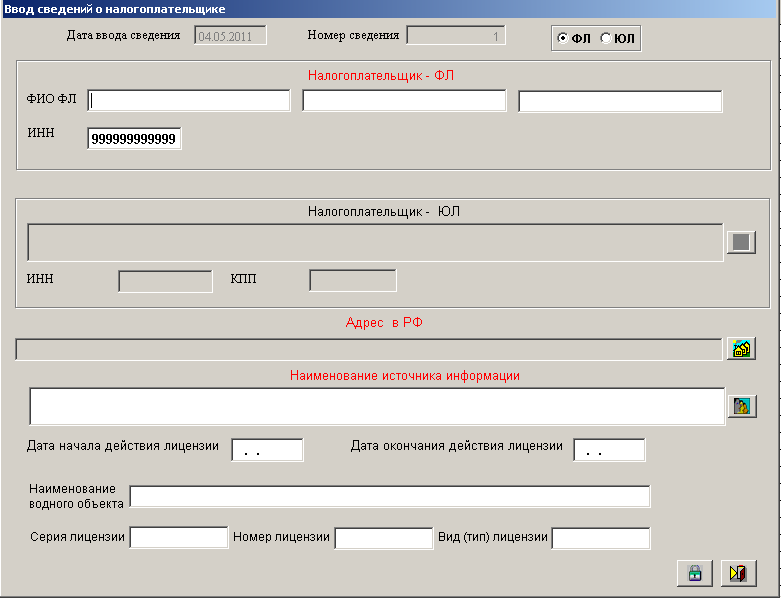 Ввод сведений о налогоплательщике
Дата ввода сведения 04.05.2011 Номер сведения 1 ФЛ ЮЛ
Налогоплательщик - ФЛ
ФИО ФЛ
ИНН 999999999999
Налогоплательщик - ЮЛ
ИНН КПП
Адрес в РФ
Наименование источника информации
Дата начала действия лицензии . . Дата окончания действия лицензии . .
Наименование
водного объекта
Серия лицензии Номер лицензии Вид (тип) лицензии